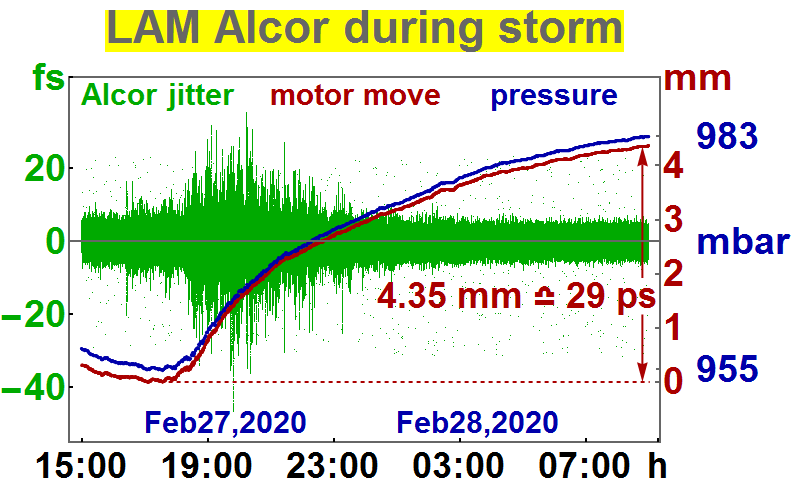 LAM Alcor during storm
fs
mm
Alcor jitter motor move pressure
983
4
20
3
0
mbar
2
4.35 mm ≏ 29 ps
−20
1
955
0
−40
Feb27,2020 Feb28,2020
15:00 19:00 23:00 03:00 07:00 h